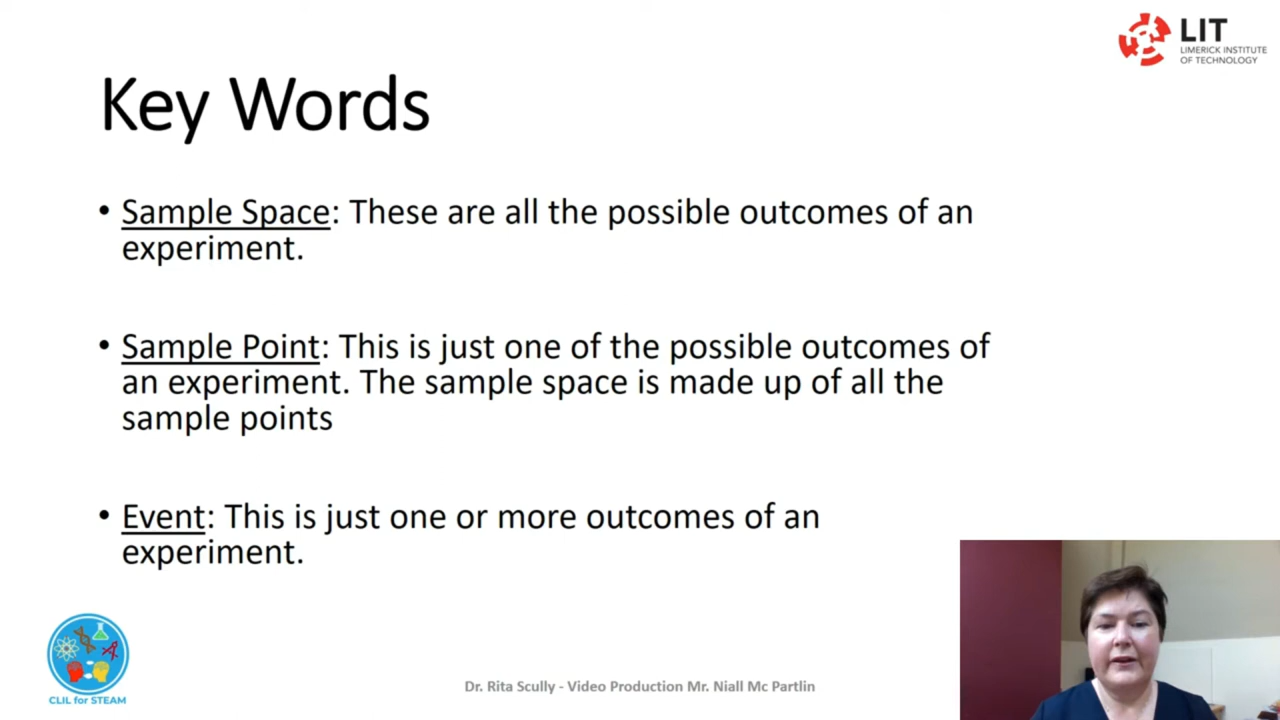 LIT
LIMERICK INSTITUTE
OF TECHNOLOGY
Key Words
• Sample Space: These are all the possible outcomes of an
experiment.
• Sample Point: This is just one of the possible outcomes of
an experiment. The sample space is made up of all the
sample points
• Event: This is just one or more outcomes of an
experiment.
CLIL for STEAM
Dr. Rita Scully - Video Production Mr. Niall Mc Partlin